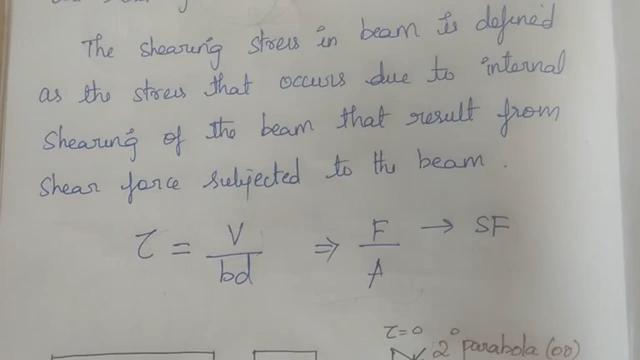 The shearing stress in beam is defined
as the stress that occurs due to internal
shearing of the beam that result from
shear force subjected to the beam.
τ = V/bd ⇒ F/A → SF
τ=0
2° parabola (or)